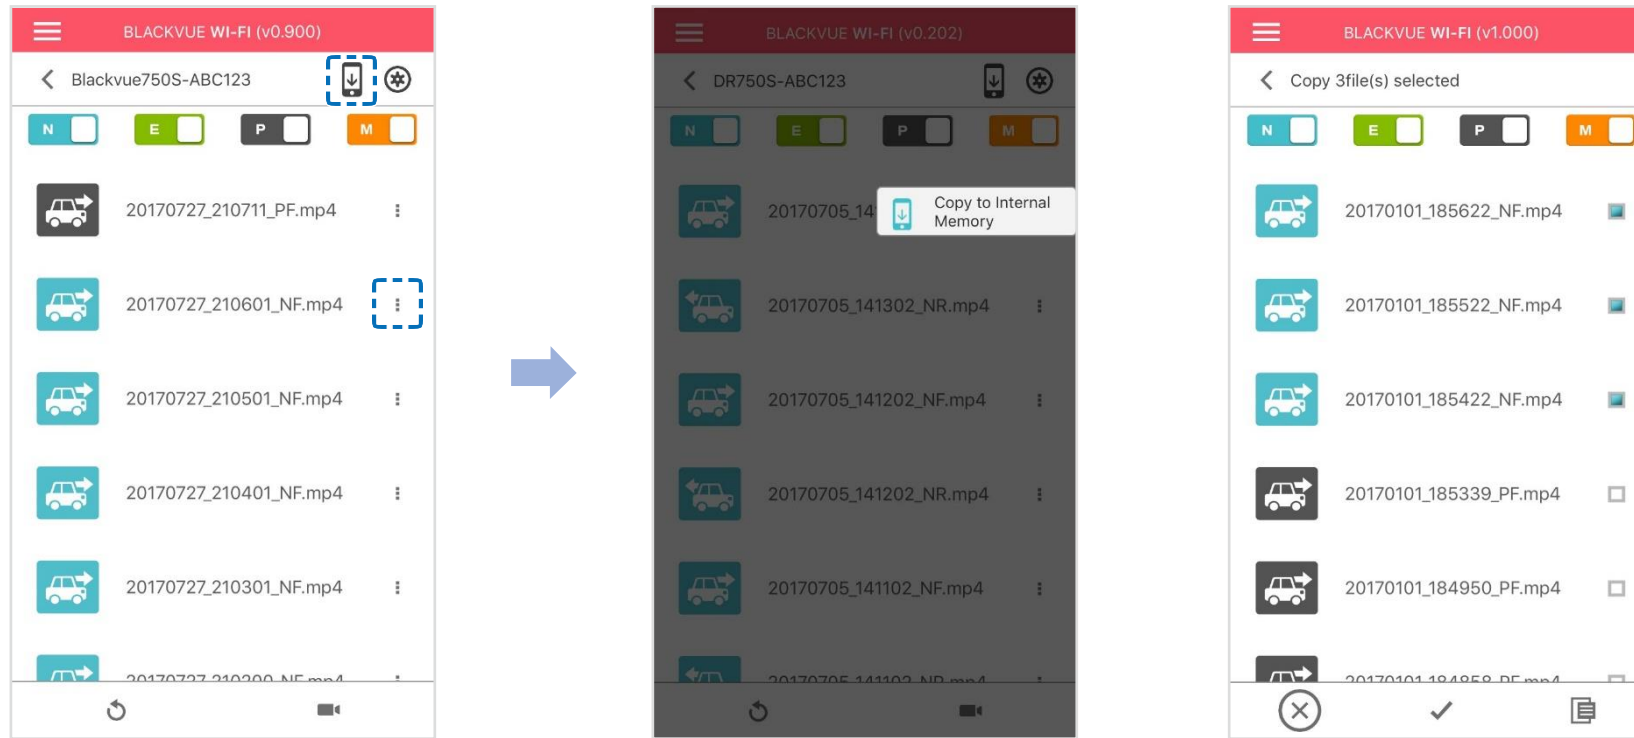 BLACKVUE WI-FI (v0.900)
Blackvue750S-ABC123
N E P M
20170727_210711_PF.mp4
20170727_210601_NF.mp4
20170727_210501_NF.mp4
20170727_210401_NF.mp4
20170727_210301_NF.mp4
BLACKVUE WI-FI (v0.202)
DR750S-ABC123
N E P M
20170705_14
Copy to Internal
Memory
20170705_141302_NR.mp4
20170705_141202_NF.mp4
20170705_141202_NR.mp4
20170705_141102_NF.mp4
BLACKVUE WI-FI (v1.000)
Copy 3file(s) selected
N E P M
20170101_185622_NF.mp4
20170101_185522_NF.mp4
20170101_185422_NF.mp4
20170101_185339_PF.mp4
20170101_184950_PF.mp4